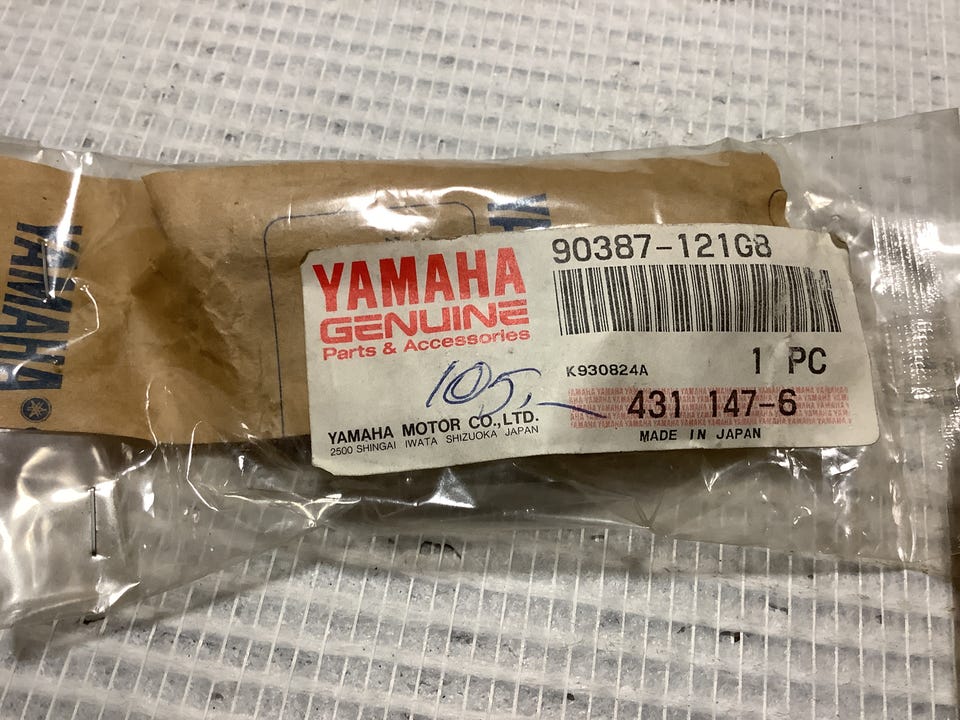 YAMAHA
YAMAHA
YAMAHA
GENUINE
Parts & Accessories
90387-121G8
K930824A
1 PC
105,—
431 147-6
YAMAHA MOTOR CO.,LTD.
2500 SHINGAI IWATA SHIZUOKA JAPAN
MADE IN JAPAN